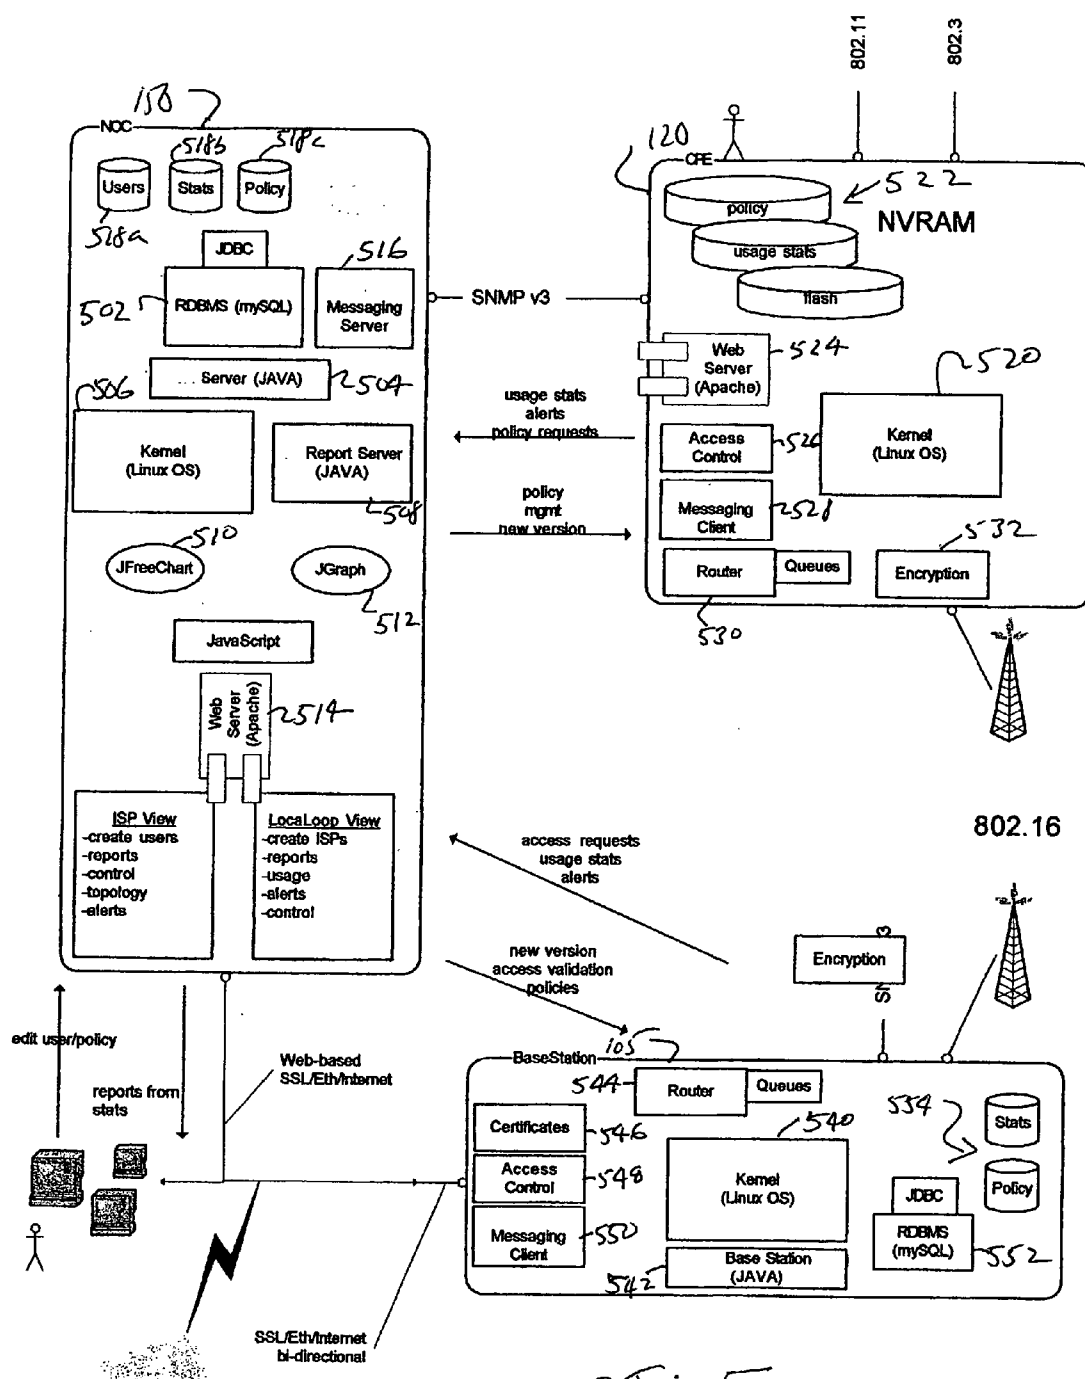 802.11
802.3
150
NOC
518b
518c
Users
Stats
Policy
518a
JDBC
516
502
RDBMS (mySQL)
Messaging
Server
Server (JAVA)
504
506
Kernel
(Linux OS)
Report Server
(JAVA)
508
510
JFreeChart
JGraph
512
JavaScript
Web
Server
(Apache)
514
ISP View
-create users
-reports
-control
-topology
-alerts
LocaLoop View
-create ISPs
-reports
-usage
-alerts
-control
SNMP v3
usage stats
alerts
policy requests
policy
mgmt
new version
120
CPE
policy
522
NVRAM
usage stats
flash
Web
Server
(Apache)
524
520
Kernel
(Linux OS)
Access
Control
526
Messaging
Client
528
532
Router
Queues
Encryption
530
802.16
access requests
usage stats
alerts
Encryption
new version
access validation
policies
edit user/policy
reports from
stats
Web-based
SSL/Eth/Internet
SSL/Eth/Internet
bi-directional
BaseStation
105
544
Router
Queues
554
Stats
Certificates
546
540
Access
Control
548
Kernel
(Linux OS)
Policy
JDBC
Messaging
Client
550
RDBMS
(mySQL)
552
542
Base Station
(JAVA)
Fig 5